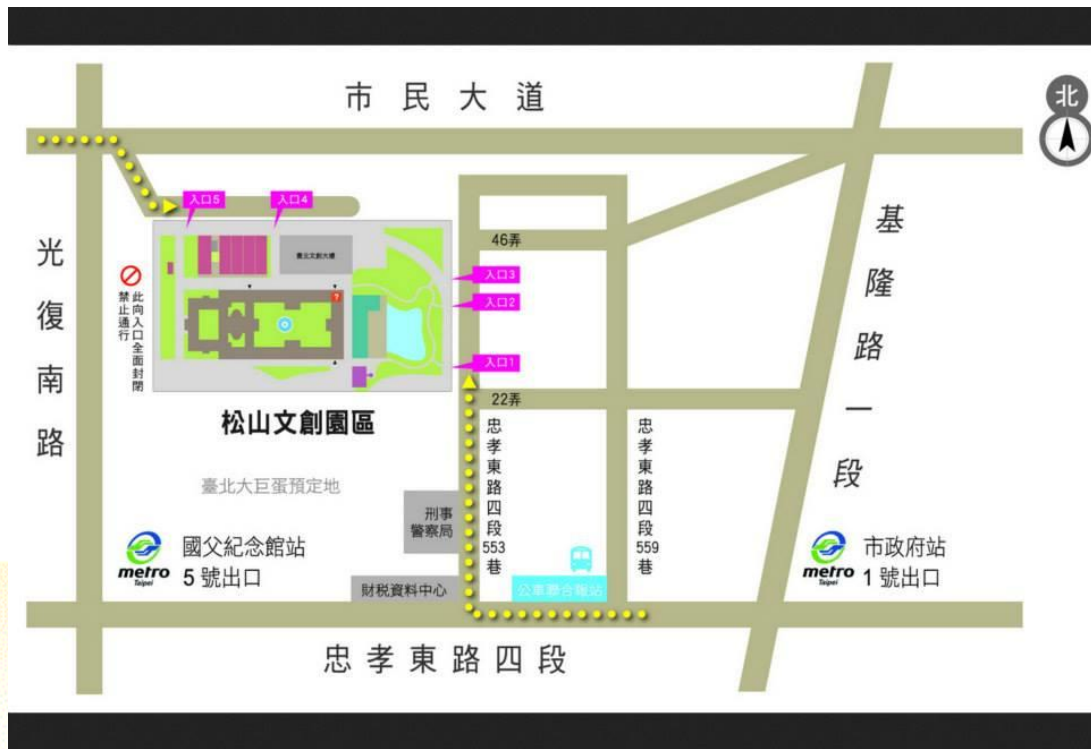 市民大道
北
入口5
入口4
臺北文創大樓
46弄
入口3
入口2
入口1
22弄
光復南路
基隆路一段
此向入口全面封閉
禁止通行
松山文創園區
臺北大巨蛋預定地
忠孝東路四段553巷
忠孝東路四段559巷
刑事
警察局
metro
Taipei
國父紀念館站
5 號出口
財稅資料中心
公車聯合報站
metro
Taipei
市政府站
1 號出口
忠孝東路四段